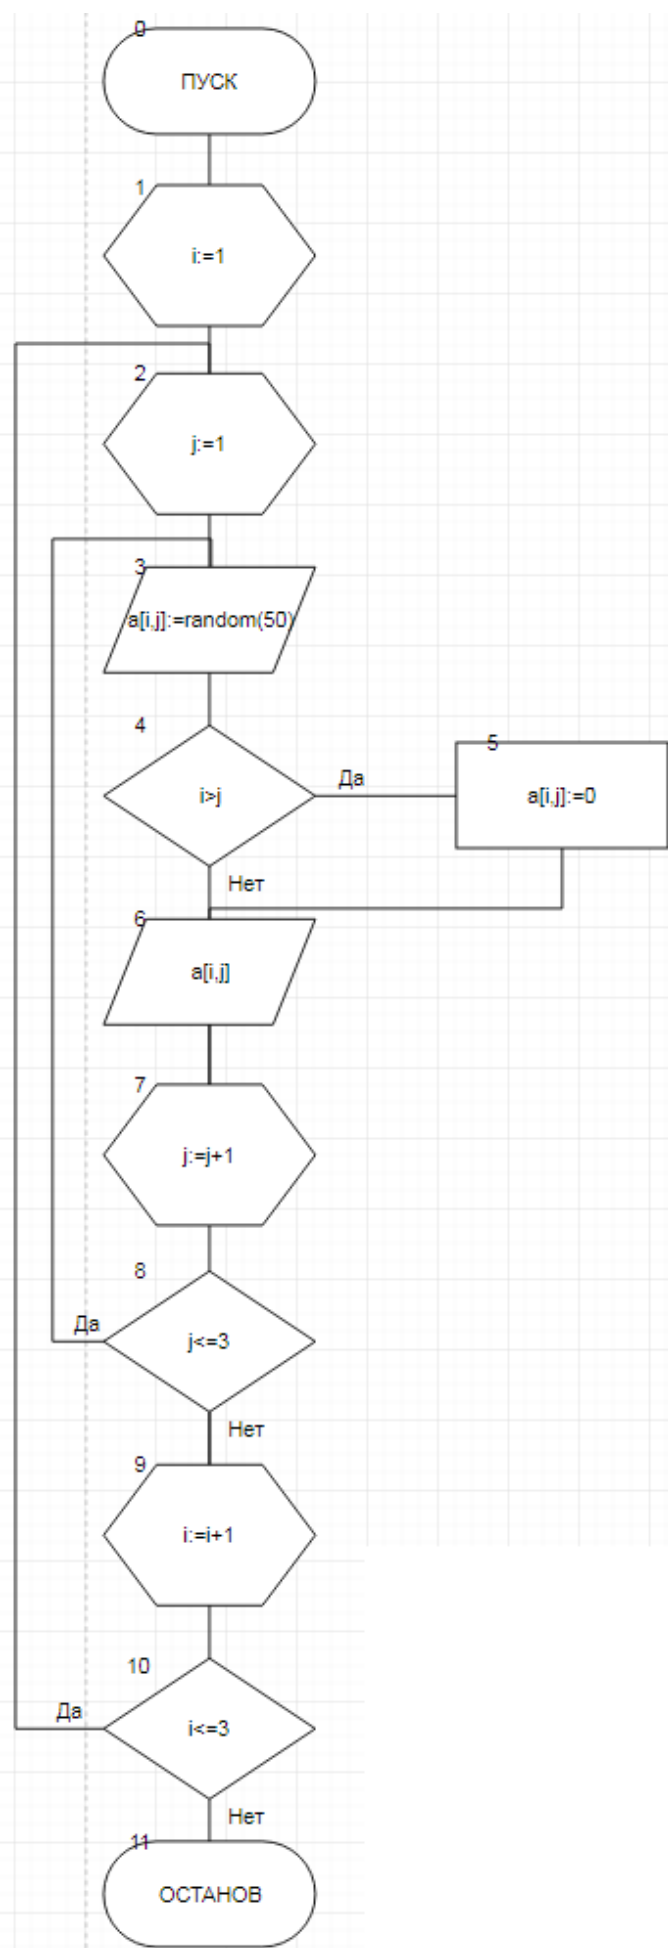 0
ПУСК
1
i:=1
2
j:=1
3
a[i,j]:=random(50)
4
i>j
Да
5
a[i,j]:=0
Нет
6
a[i,j]
7
j:=j+1
8
Да
j<=3
Нет
9
i:=i+1
10
Да
i<=3
Нет
11
ОСТАНОВ